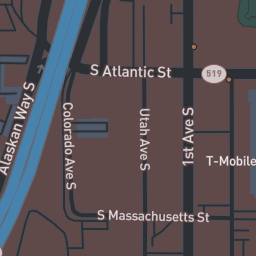 S Atlantic St
519
Alaskan Way S
Colorado Ave S
Utah Ave S
1st Ave S
T-Mobile
S Massachusetts St